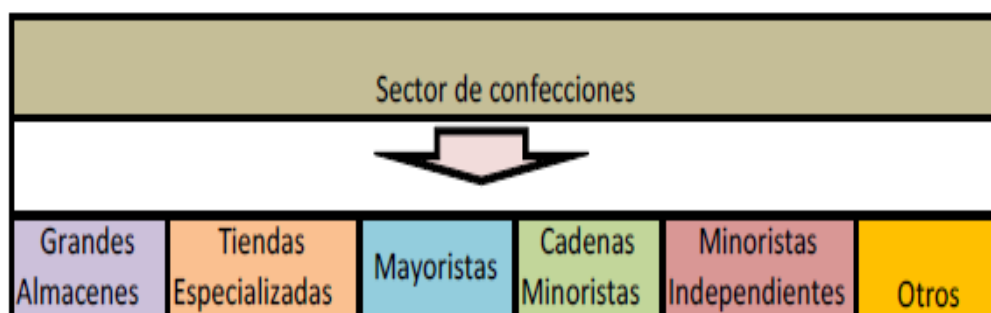 Sector de confecciones
Grandes
Almacenes
Tiendas
Especializadas
Mayoristas
Cadenas
Minoristas
Minoristas
Independientes
Otros